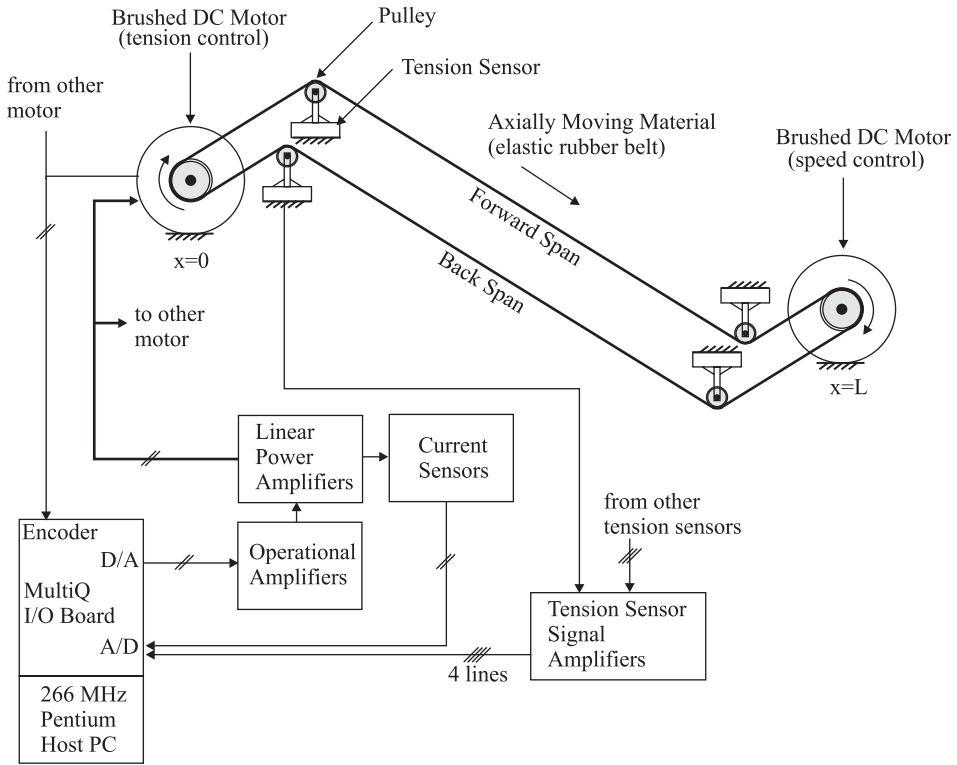 Brushed DC Motor
(tension control)
Pulley
Tension Sensor
from other
motor
Axially Moving Material
(elastic rubber belt)
Brushed DC Motor
(speed control)
Forward Span
Back Span
x=0
to other
motor
x=L
Linear
Power
Amplifiers
Current
Sensors
from other
tension sensors
Encoder
D/A
MultiQ
I/O Board
A/D
Operational
Amplifiers
Tension Sensor
Signal
Amplifiers
4 lines
266 MHz
Pentium
Host PC